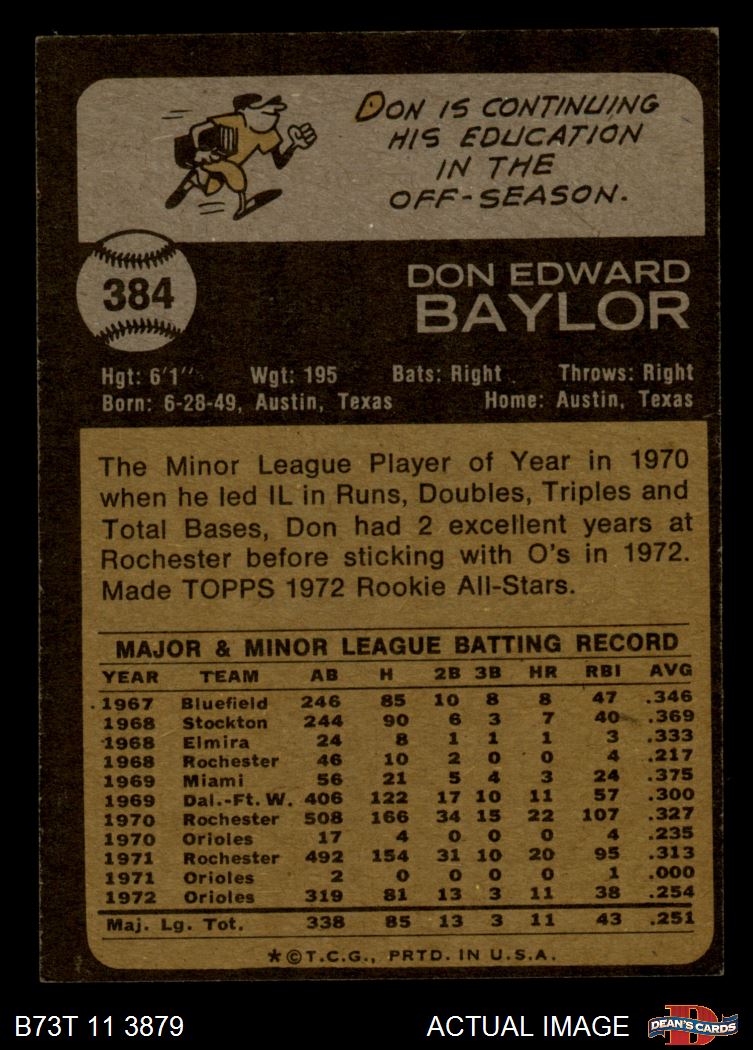 DON IS CONTINUING
HIS EDUCATION
IN THE
OFF-SEASON.
384
DON EDWARD
BAYLOR
Hgt: 6'1" Wgt: 195 Bats: Right Throws: Right
Born: 6-28-49, Austin, Texas Home: Austin, Texas
The Minor League Player of Year in 1970
when he led IL in Runs, Doubles, Triples and
Total Bases, Don had 2 excellent years at
Rochester before sticking with O's in 1972.
Made TOPPS 1972 Rookie All-Stars.
MAJOR & MINOR LEAGUE BATTING RECORD
YEAR TEAM AB H 2B 3B HR RBI AVG
1967 Bluefield 246 85 10 8 8 47 .346
1968 Stockton 244 90 6 3 7 40 .369
1968 Elmira 24 8 1 1 1 3 .333
1968 Rochester 46 10 2 0 0 4 .217
1969 Miami 56 21 5 4 3 24 .375
1969 Dal.-Ft. W. 406 122 17 10 11 57 .300
1970 Rochester 508 166 34 15 22 107 .327
1970 Orioles 17 4 0 0 0 4 .235
1971 Rochester 492 154 31 10 20 95 .313
1971 Orioles 2 0 0 0 0 1 .000
1972 Orioles 319 81 13 3 11 38 .254
Maj. Lg. Tot. 338 85 13 3 11 43 .251
*©T.C.G., PRTD. IN U.S.A.
B73T 11 3879 ACTUAL IMAGE
D
DEAN'S CARDS